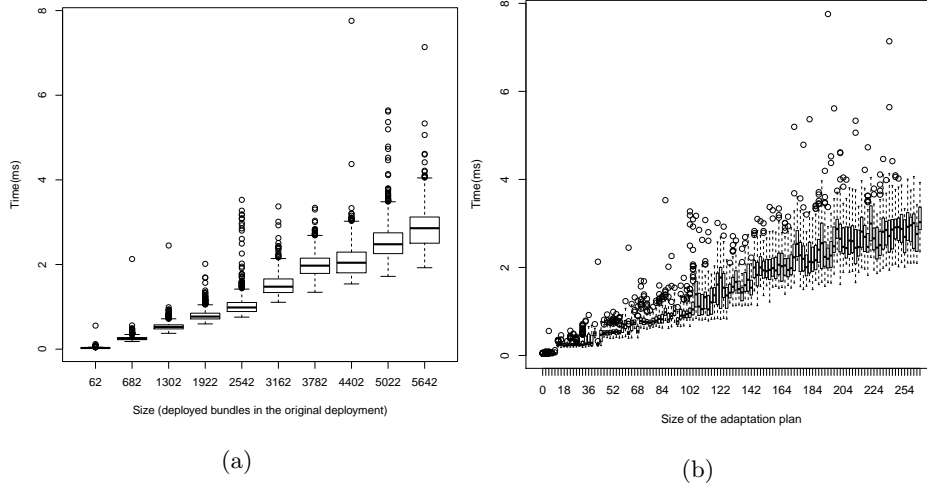 8
6
4
2
0
Time(ms)
62 682 1302 1922 2542 3162 3782 4402 5022 5642
Size (deployed bundles in the original deployment)
(a)
8
6
4
2
0
Time(ms)
0 18 36 52 68 84 102 122 142 162 184 204 224 254
Size of the adaptation plan
(b)